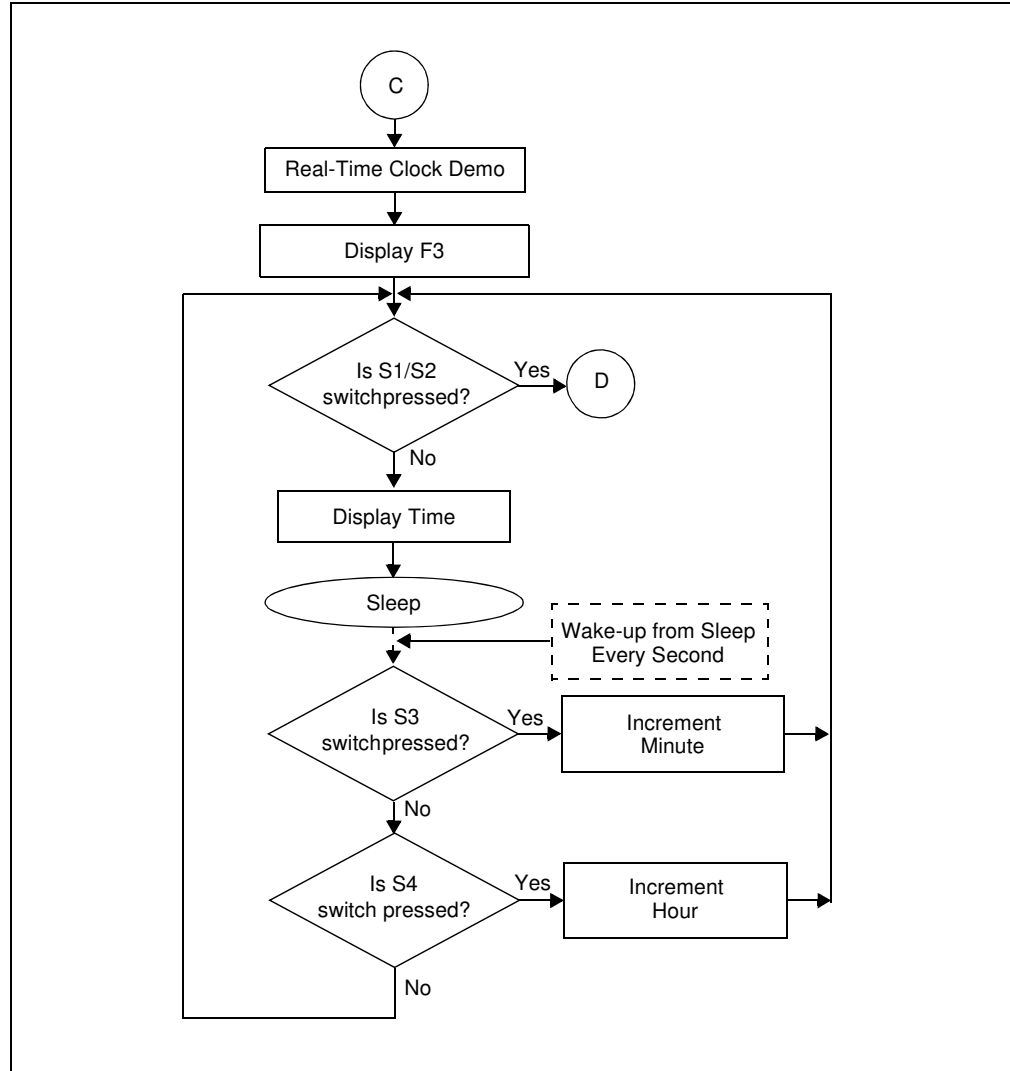 C
Real-Time Clock Demo
Display F3
Is S1/S2
switchpressed?
Yes
D
No
Display Time
Sleep
Wake-up from Sleep
Every Second
Is S3
switchpressed?
Yes
Increment
Minute
No
Is S4
switch pressed?
Yes
Increment
Hour
No